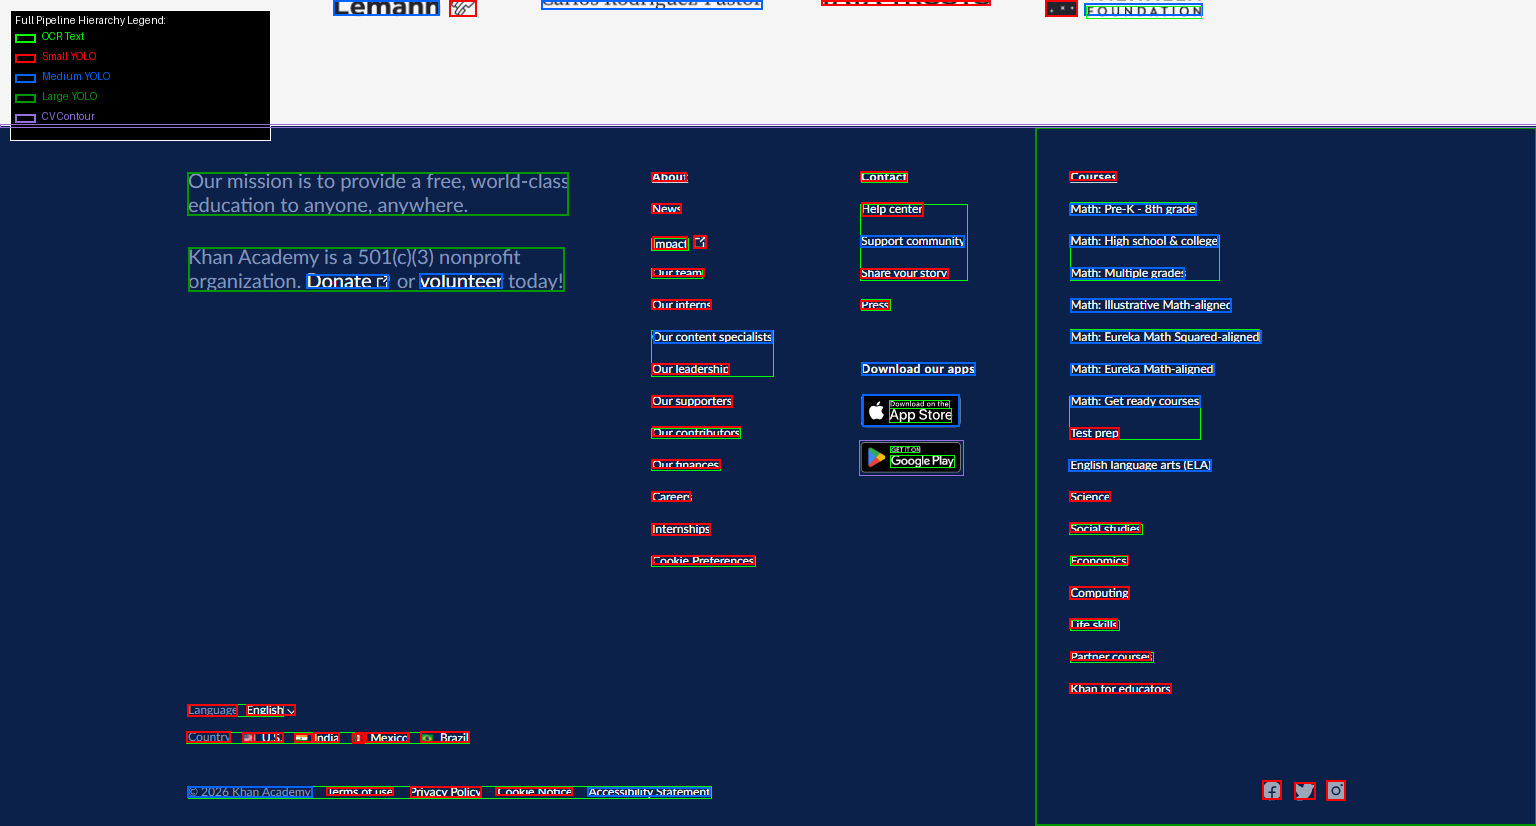 Lemann
Carlos Rodríguez-Pastor
FOUNDATION
Full Pipeline Hierarchy Legend:
OCR Text
Small YOLO
Medium YOLO
Large YOLO
CV Contour
Our mission is to provide a free, world-class
education to anyone, anywhere.
Khan Academy is a 501(c)(3) nonprofit
organization. Donate or volunteer today!
About
News
Impact
Our team
Our interns
Our content specialists
Our leadership
Our supporters
Our contributors
Our finances
Careers
Internships
Cookie Preferences
Contact
Help center
Support community
Share your story
Press
Download our apps
Download on the
App Store
GET IT ON
Google Play
Courses
Math: Pre-K - 8th grade
Math: High school & college
Math: Multiple grades
Math: Illustrative Math-aligned
Math: Eureka Math Squared-aligned
Math: Eureka Math-aligned
Math: Get ready courses
Test prep
English language arts (ELA)
Science
Social studies
Economics
Computing
Life skills
Partner courses
Khan for educators
Language English
Country U.S. India Mexico Brazil
© 2026 Khan Academy Terms of use Privacy Policy Cookie Notice Accessibility Statement